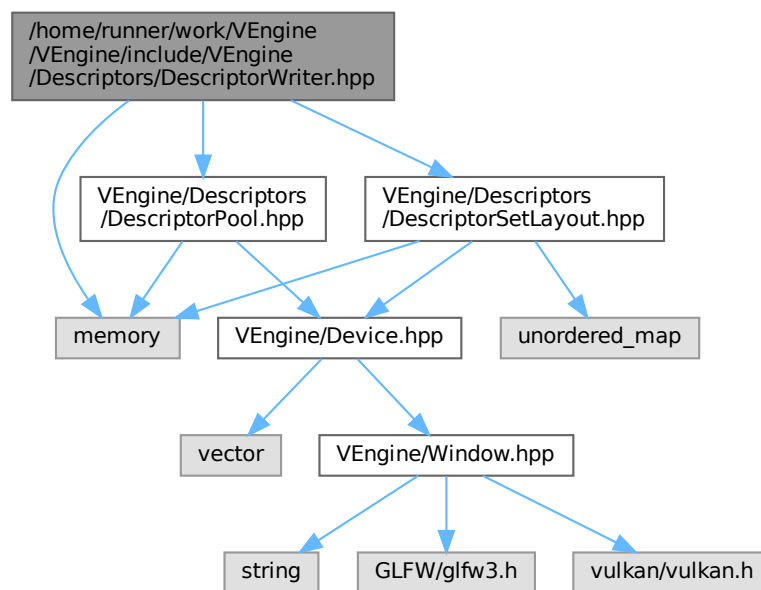 /home/runner/work/VEngine
/VEngine/include/VEngine
/Descriptors/DescriptorWriter.hpp
VEngine/Descriptors
/DescriptorPool.hpp
VEngine/Descriptors
/DescriptorSetLayout.hpp
memory
VEngine/Device.hpp
unordered_map
vector
VEngine/Window.hpp
string
GLFW/glfw3.h
vulkan/vulkan.h